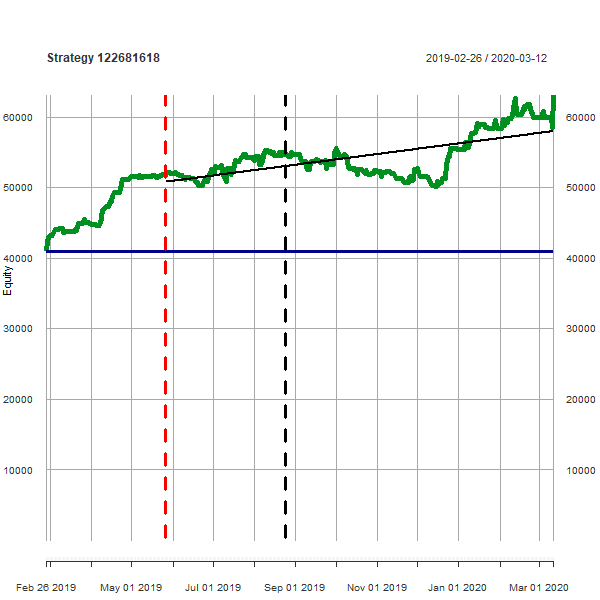 Strategy 122681618 2019-02-26 / 2020-03-12
60000 60000
50000 50000
40000 40000
Equity
30000 30000
20000 20000
10000 10000
Feb 26 2019 May 01 2019 Jul 01 2019 Sep 01 2019 Nov 01 2019 Jan 01 2020 Mar 01 2020